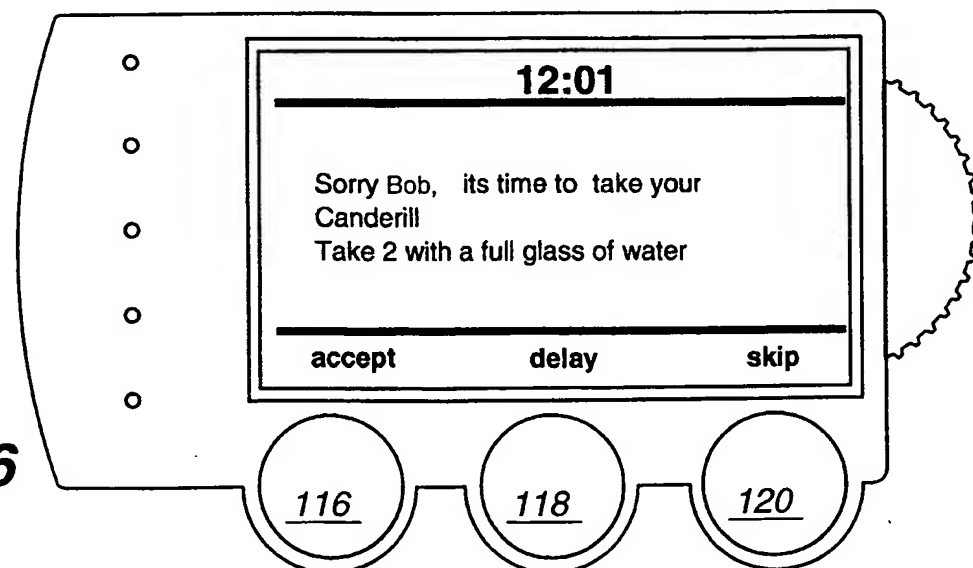 12:01
Sorry Bob, its time to take your
Canderill
Take 2 with a full glass of water
accept delay skip
6
116 118 120